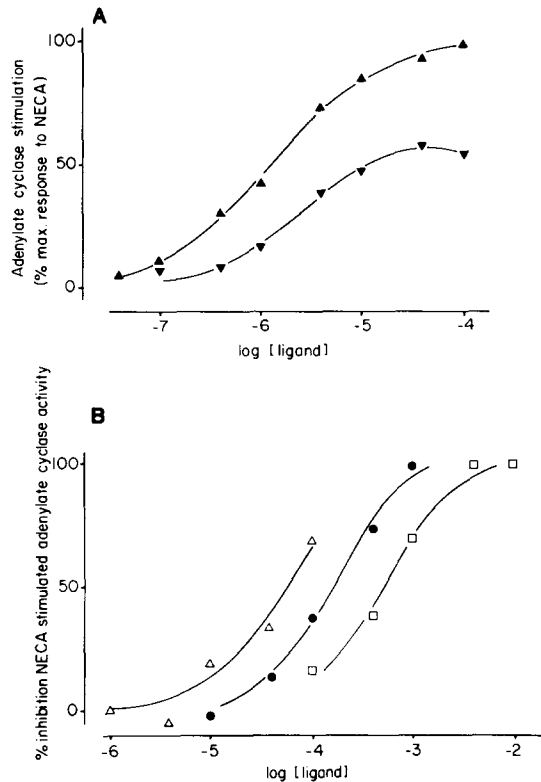 A
Adenylate cyclase stimulation
(% max. response to NECA)
100
50
0
-7
-6
-5
-4
log [ligand]
B
% inhibition NECA stimulated adenylate cyclase activity
100
50
0
-6
-5
-4
-3
-2
log [ligand]